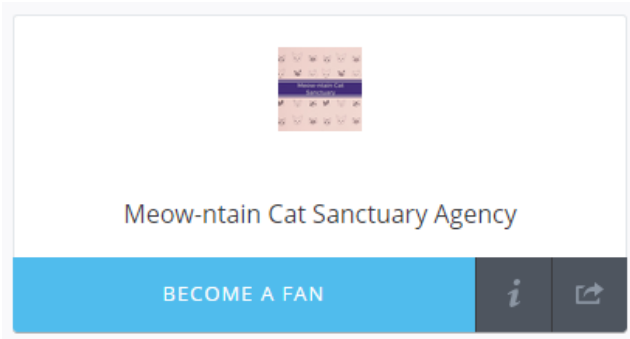 Meow-ntain Cat
Sanctuary
Meow-ntain Cat Sanctuary Agency
BECOME A FAN
i